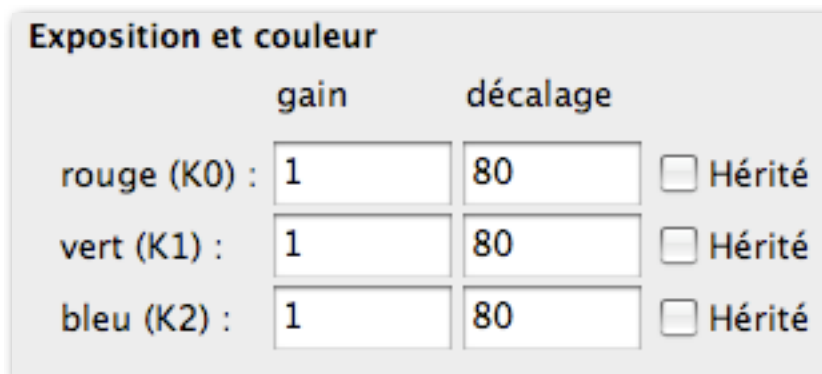 Exposition et couleur
gain décalage
rouge (K0) : 1 80 Hérité
vert (K1) : 1 80 Hérité
bleu (K2) : 1 80 Hérité